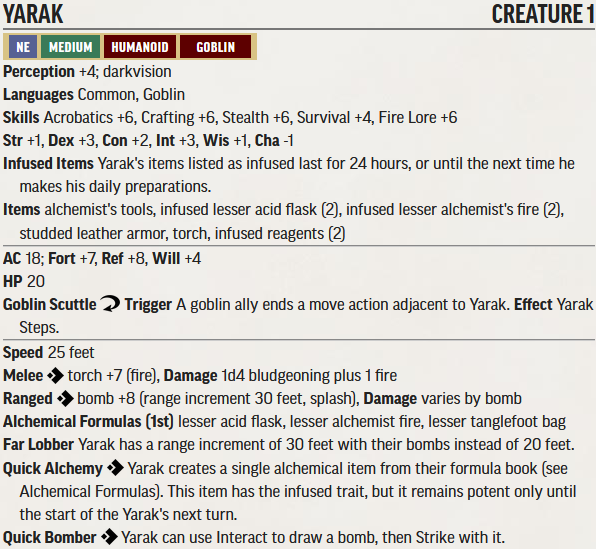 YARAK CREATURE 1
NE MEDIUM HUMANOID GOBLIN
Perception +4; darkvision
Languages Common, Goblin
Skills Acrobatics +6, Crafting +6, Stealth +6, Survival +4, Fire Lore +6
Str +1, Dex +3, Con +2, Int +3, Wis +1, Cha -1
Infused Items Yarak's items listed as infused last for 24 hours, or until the next time he
makes his daily preparations.
Items alchemist's tools, infused lesser acid flask (2), infused lesser alchemist's fire (2),
studded leather armor, torch, infused reagents (2)
AC 18; Fort +7, Ref +8, Will +4
HP 20
Goblin Scuttle Trigger A goblin ally ends a move action adjacent to Yarak. Effect Yarak
Steps.
Speed 25 feet
Melee torch +7 (fire), Damage 1d4 bludgeoning plus 1 fire
Ranged bomb +8 (range increment 30 feet, splash), Damage varies by bomb
Alchemical Formulas (1st) lesser acid flask, lesser alchemist fire, lesser tanglefoot bag
Far Lobber Yarak has a range increment of 30 feet with their bombs instead of 20 feet.
Quick Alchemy Yarak creates a single alchemical item from their formula book (see
Alchemical Formulas). This item has the infused trait, but it remains potent only until
the start of the Yarak's next turn.
Quick Bomber Yarak can use Interact to draw a bomb, then Strike with it.